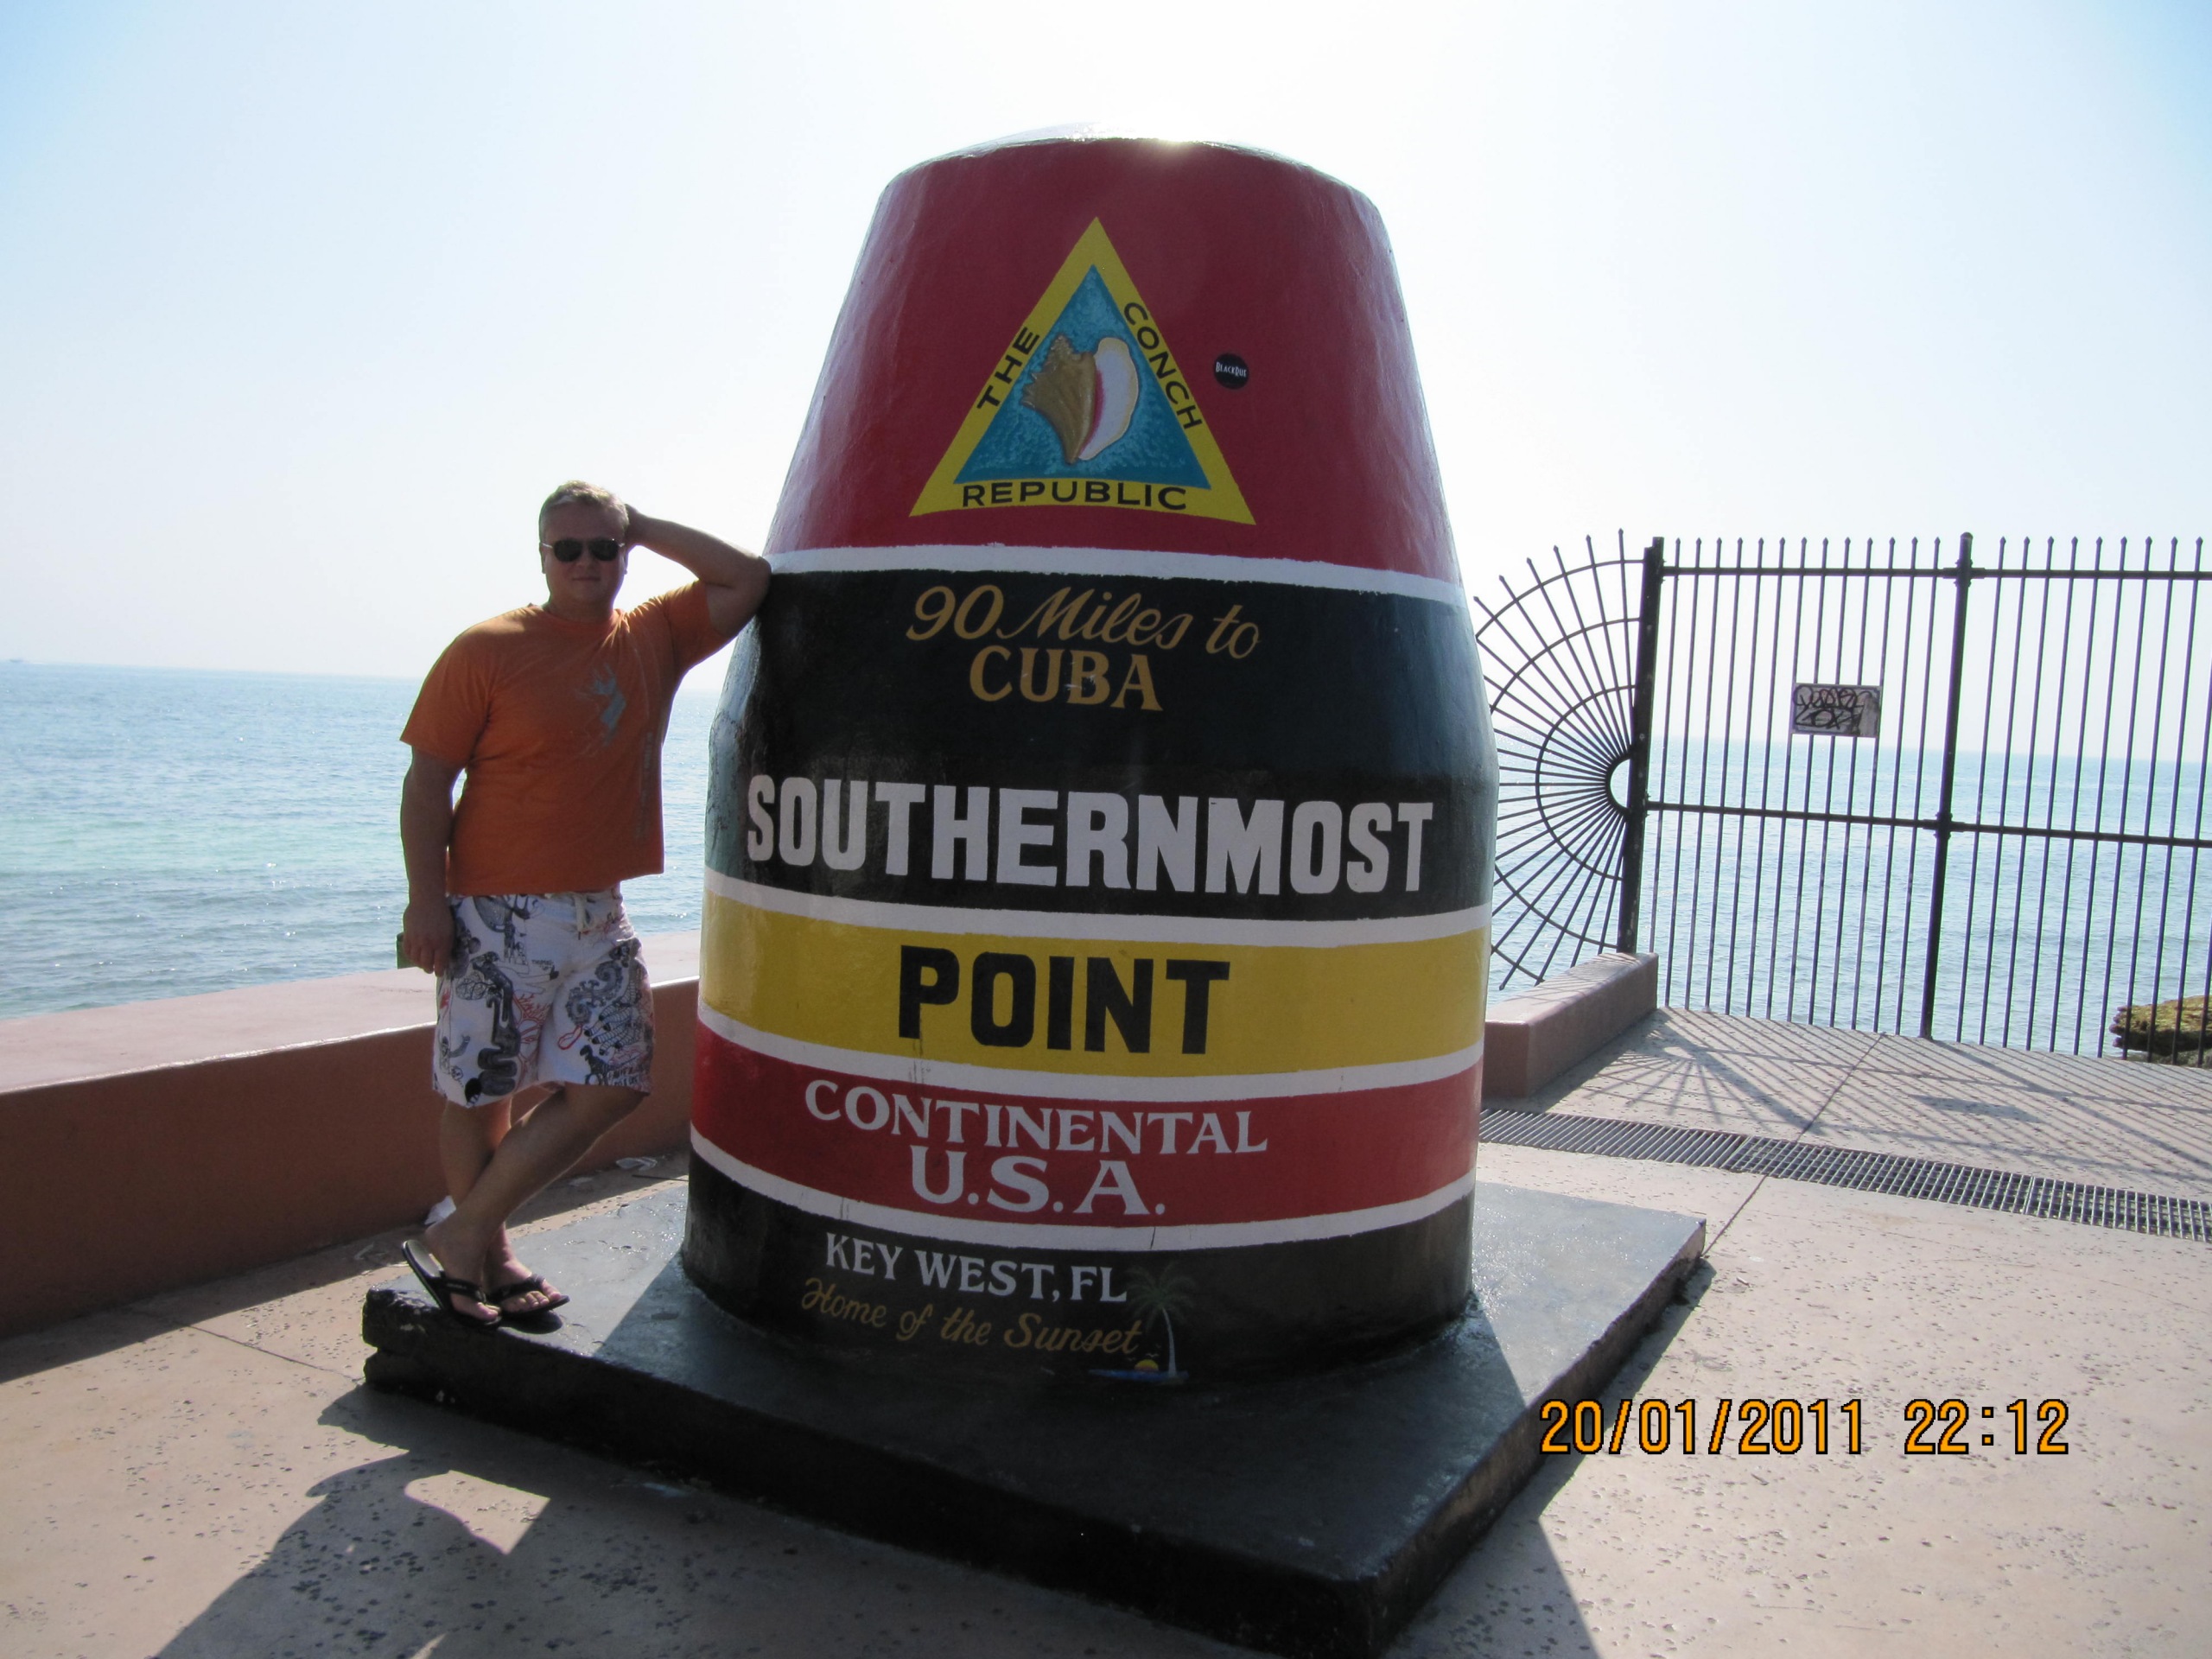 THE CONCH
REPUBLIC
BLACKOUT
90 Miles to
CUBA
SOUTHERNMOST
POINT
CONTINENTAL
U.S.A.
KEY WEST, FL
Home of the Sunset
20/01/2011 22:12